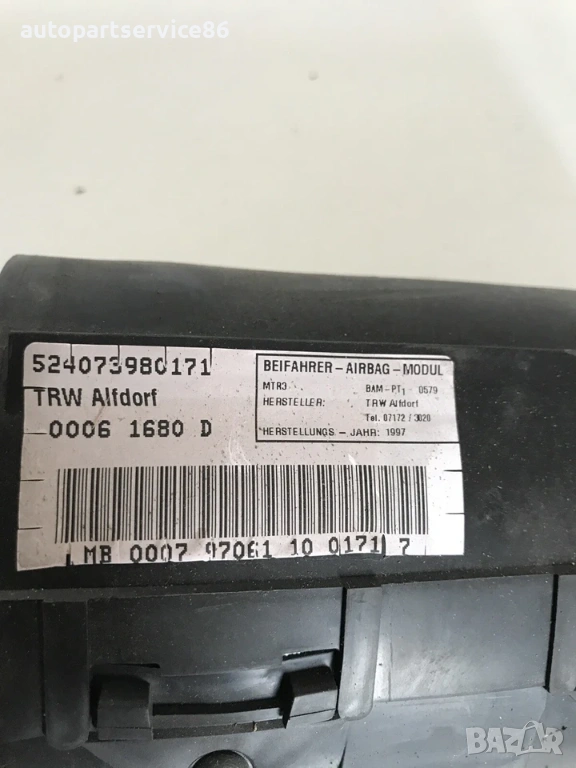 autopartservice86
524073980171
TRW Alfdorf
0006 1680 D
BEIFAHRER - AIRBAG - MODUL
MTR3 BAM - PT1 0579
HERSTELLER: TRW Alfdorf
Tel. 07172 / 3020
HERSTELLUNGS - JAHR: 1997
MB 0007 97061 10 0171 7
BAZAR